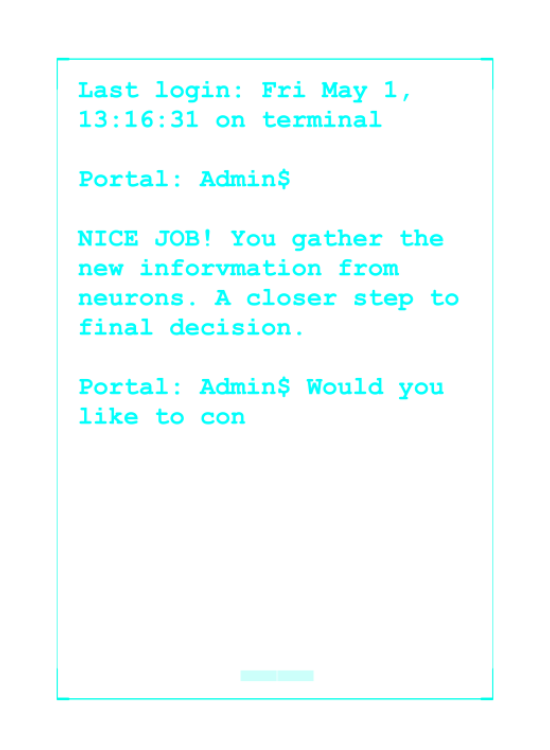 Last login: Fri May 1,
13:16:31 on terminal
Portal: Admin$
NICE JOB! You gather the
new inforvmation from
neurons. A closer step to
final decision.
Portal: Admin$ Would you
like to con